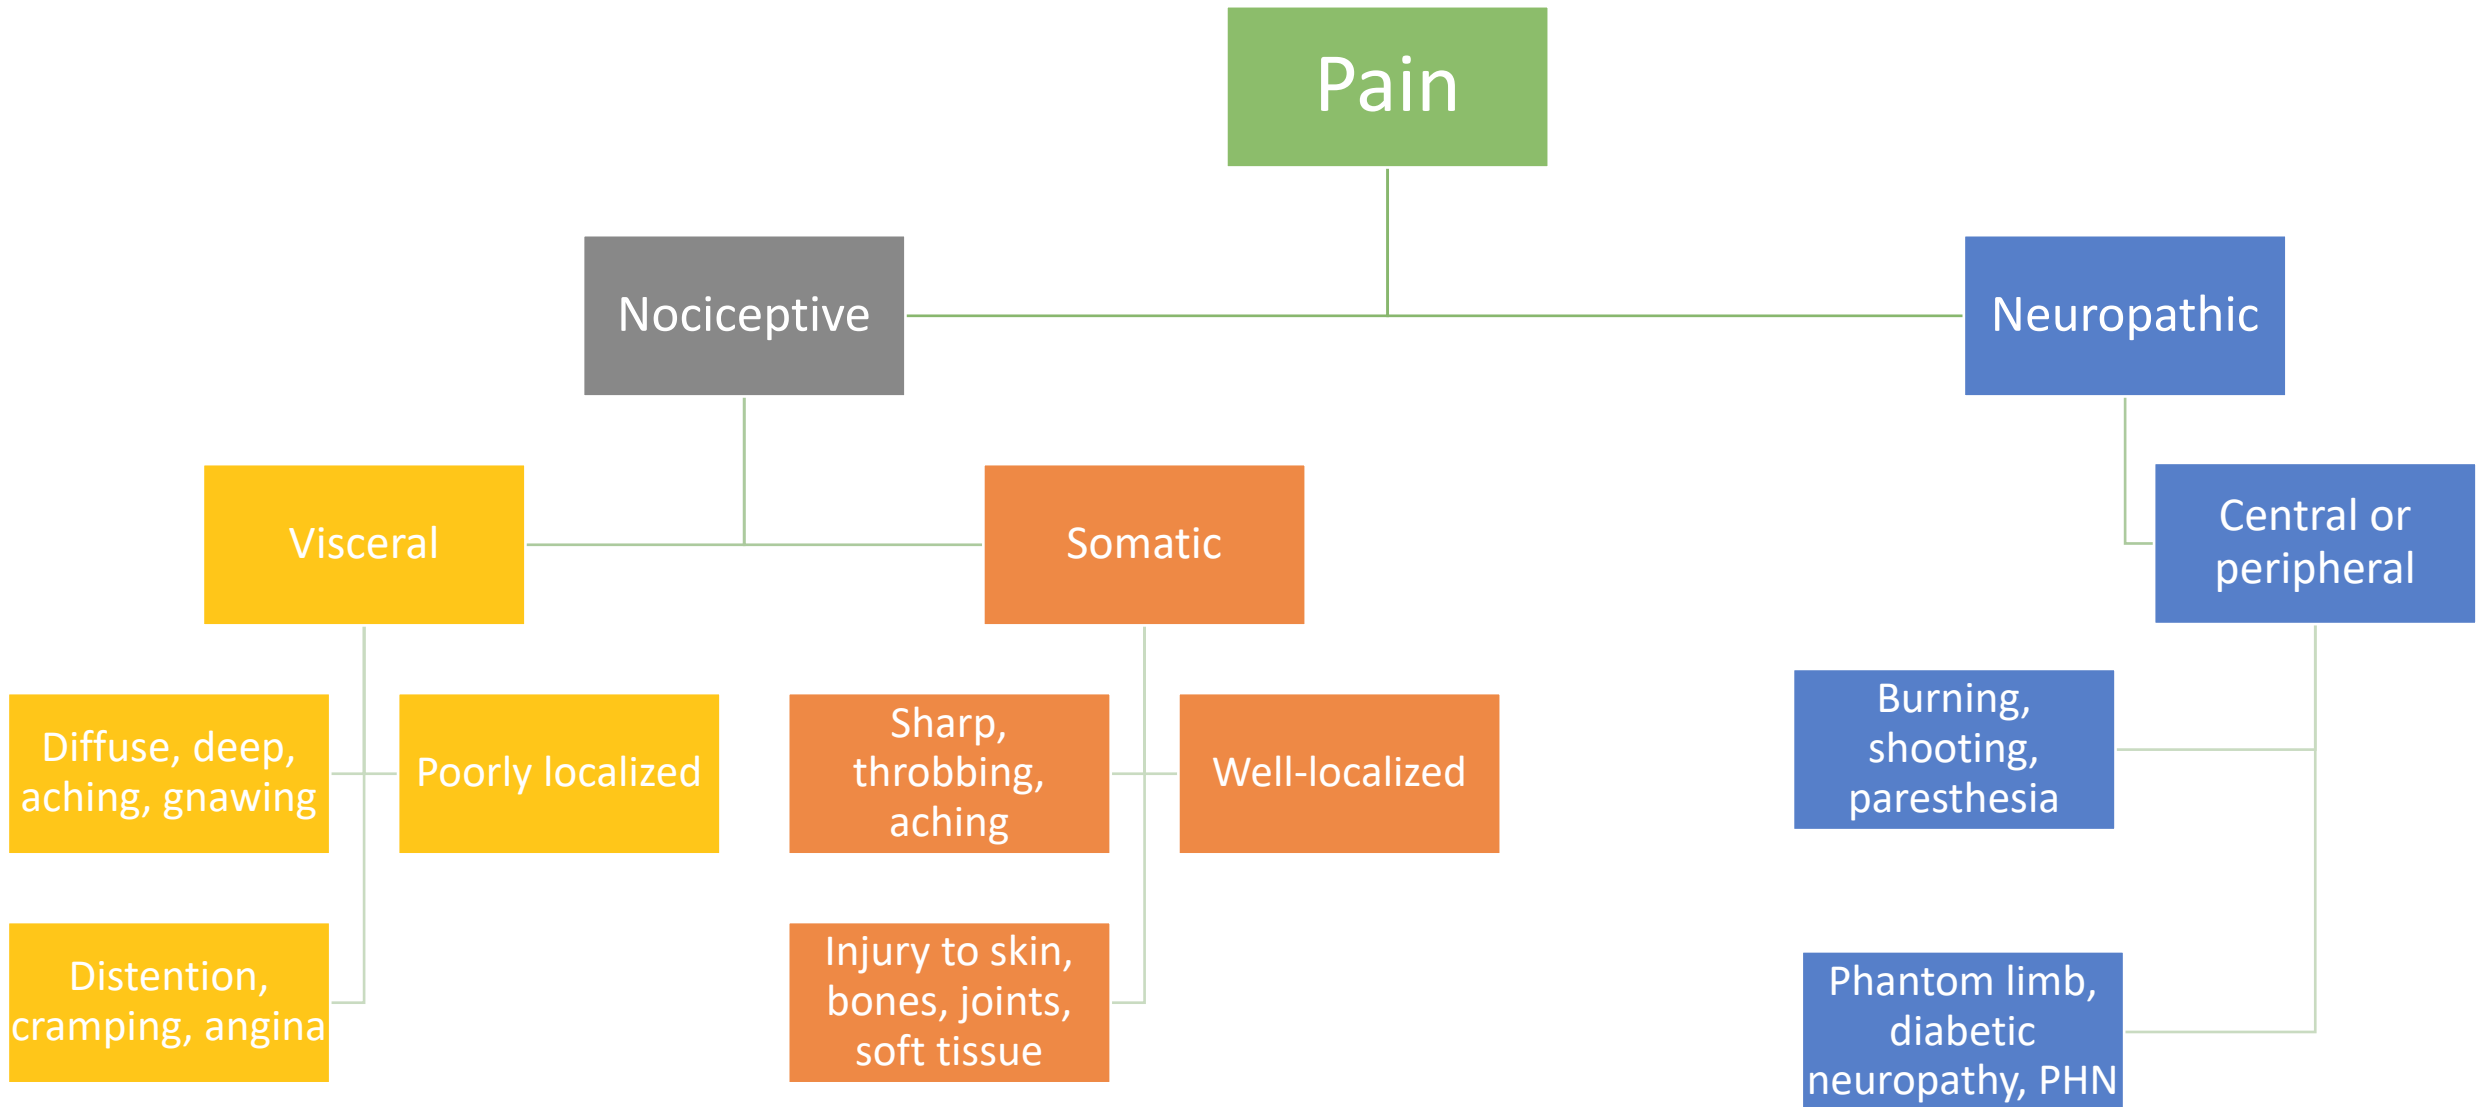 Pain
Nociceptive
Neuropathic
Visceral
Somatic
Central or
peripheral
Diffuse, deep,
aching, gnawing
Poorly localized
Sharp,
throbbing,
aching
Well-localized
Burning,
shooting,
paresthesia
Distention,
cramping, angina
Injury to skin,
bones, joints,
soft tissue
Phantom limb,
diabetic
neuropathy, PHN